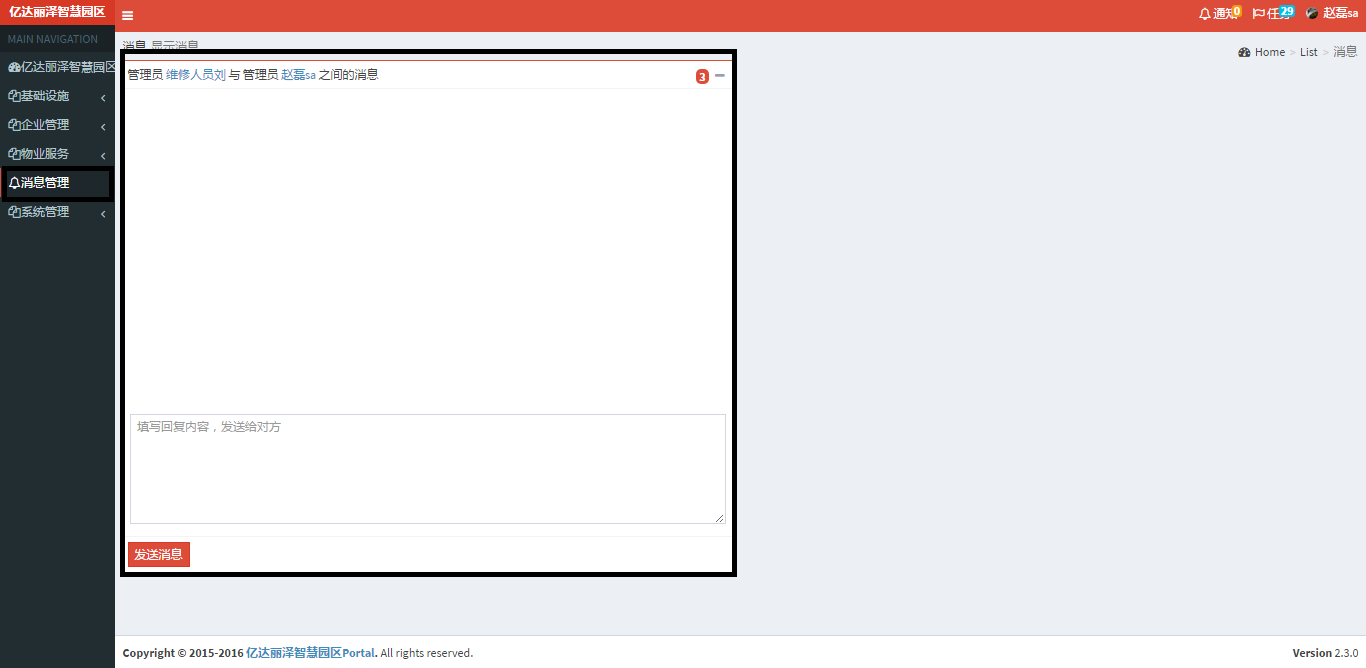 亿达丽泽智慧园区
通知 0 任务 29 赵磊sa
MAIN NAVIGATION
亿达丽泽智慧园区
基础设施
企业管理
物业服务
消息管理
系统管理
消息 显示消息
Home > List > 消息
管理员 维修人员刘 与 管理员 赵磊sa 之间的消息
3
填写回复内容，发送给对方
发送消息
Copyright © 2015-2016 亿达丽泽智慧园区Portal. All rights reserved.
Version 2.3.0